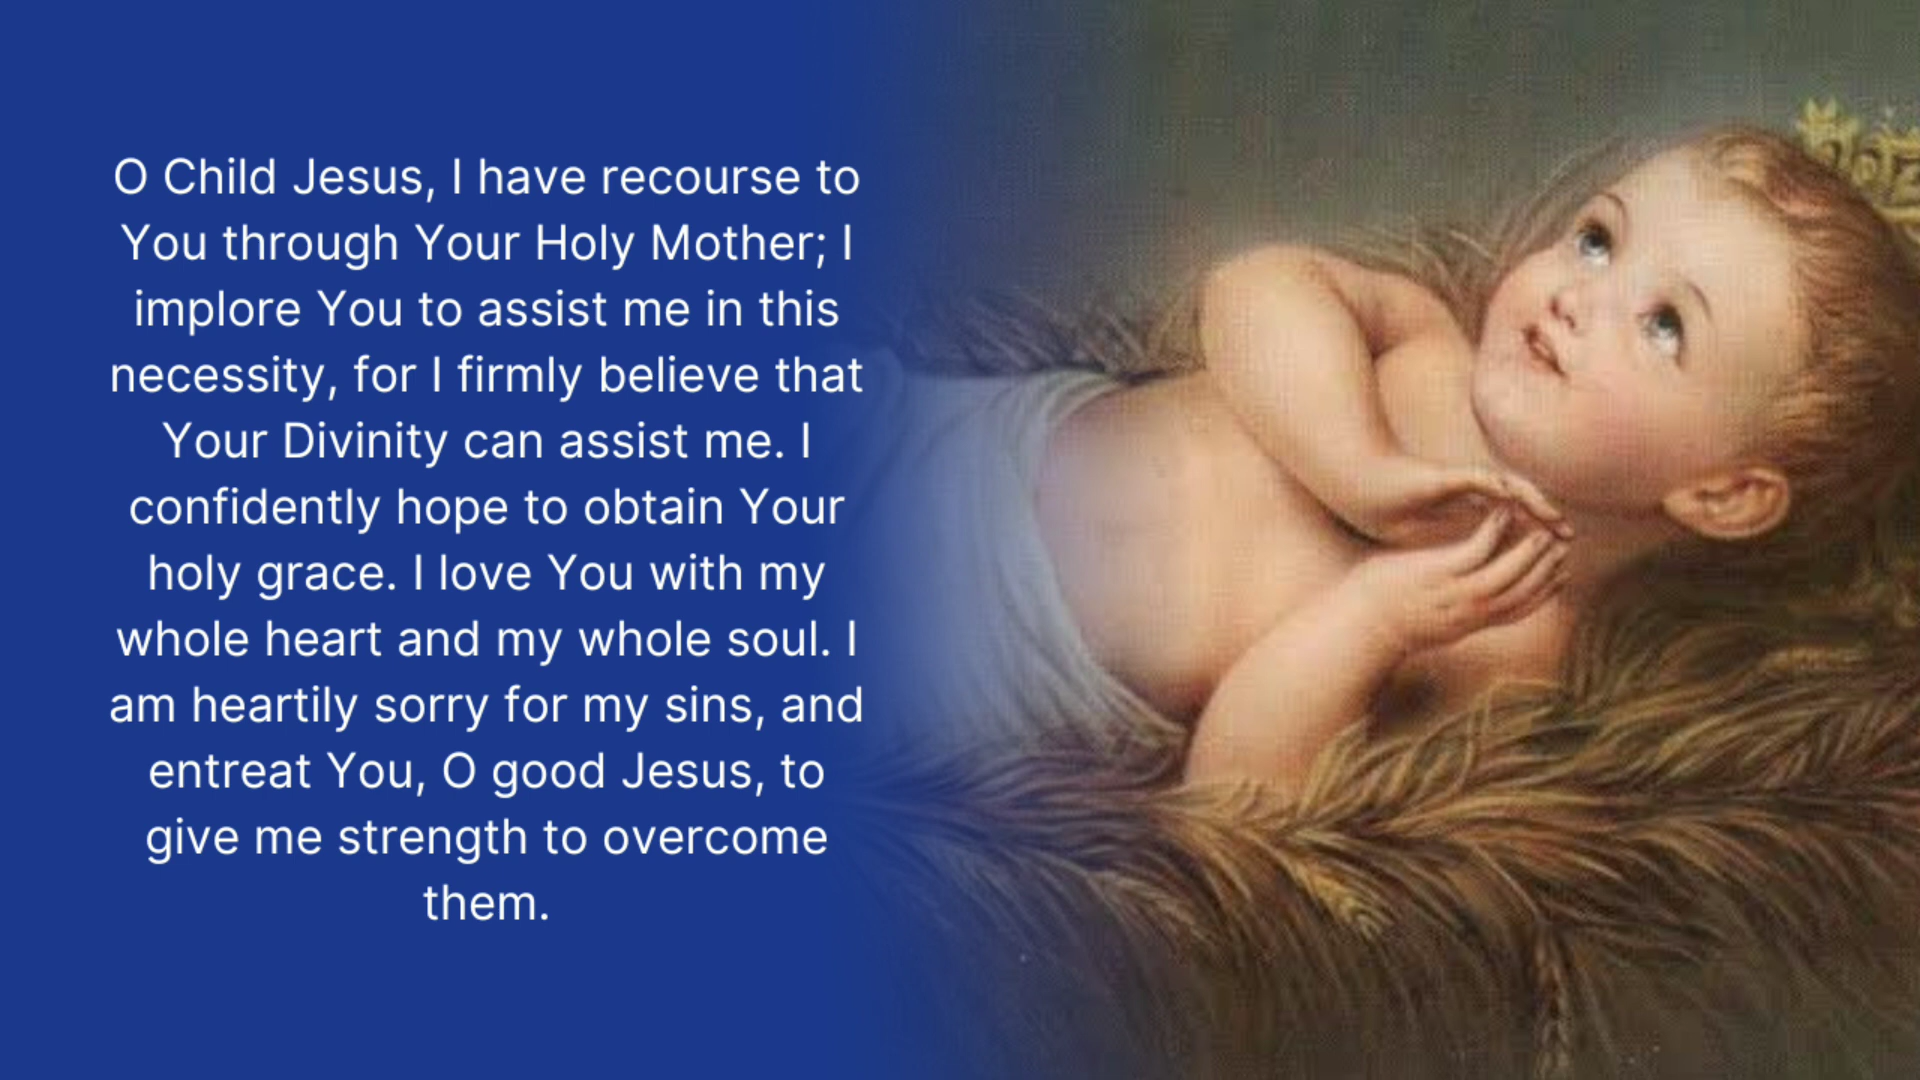 O Child Jesus, I have recourse to
You through Your Holy Mother; I
implore You to assist me in this
necessity, for I firmly believe that
Your Divinity can assist me. I
confidently hope to obtain Your
holy grace. I love You with my
whole heart and my whole soul. I
am heartily sorry for my sins, and
entreat You, O good Jesus, to
give me strength to overcome
them.